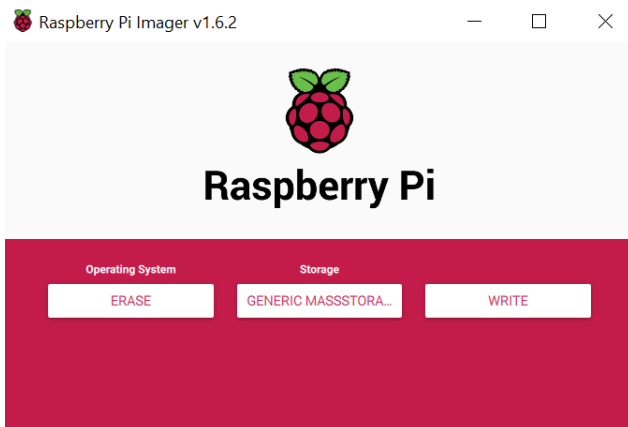 Raspberry Pi Imager v1.6.2
Raspberry Pi
Operating System
Storage
ERASE
GENERIC MASSSTORA...
WRITE